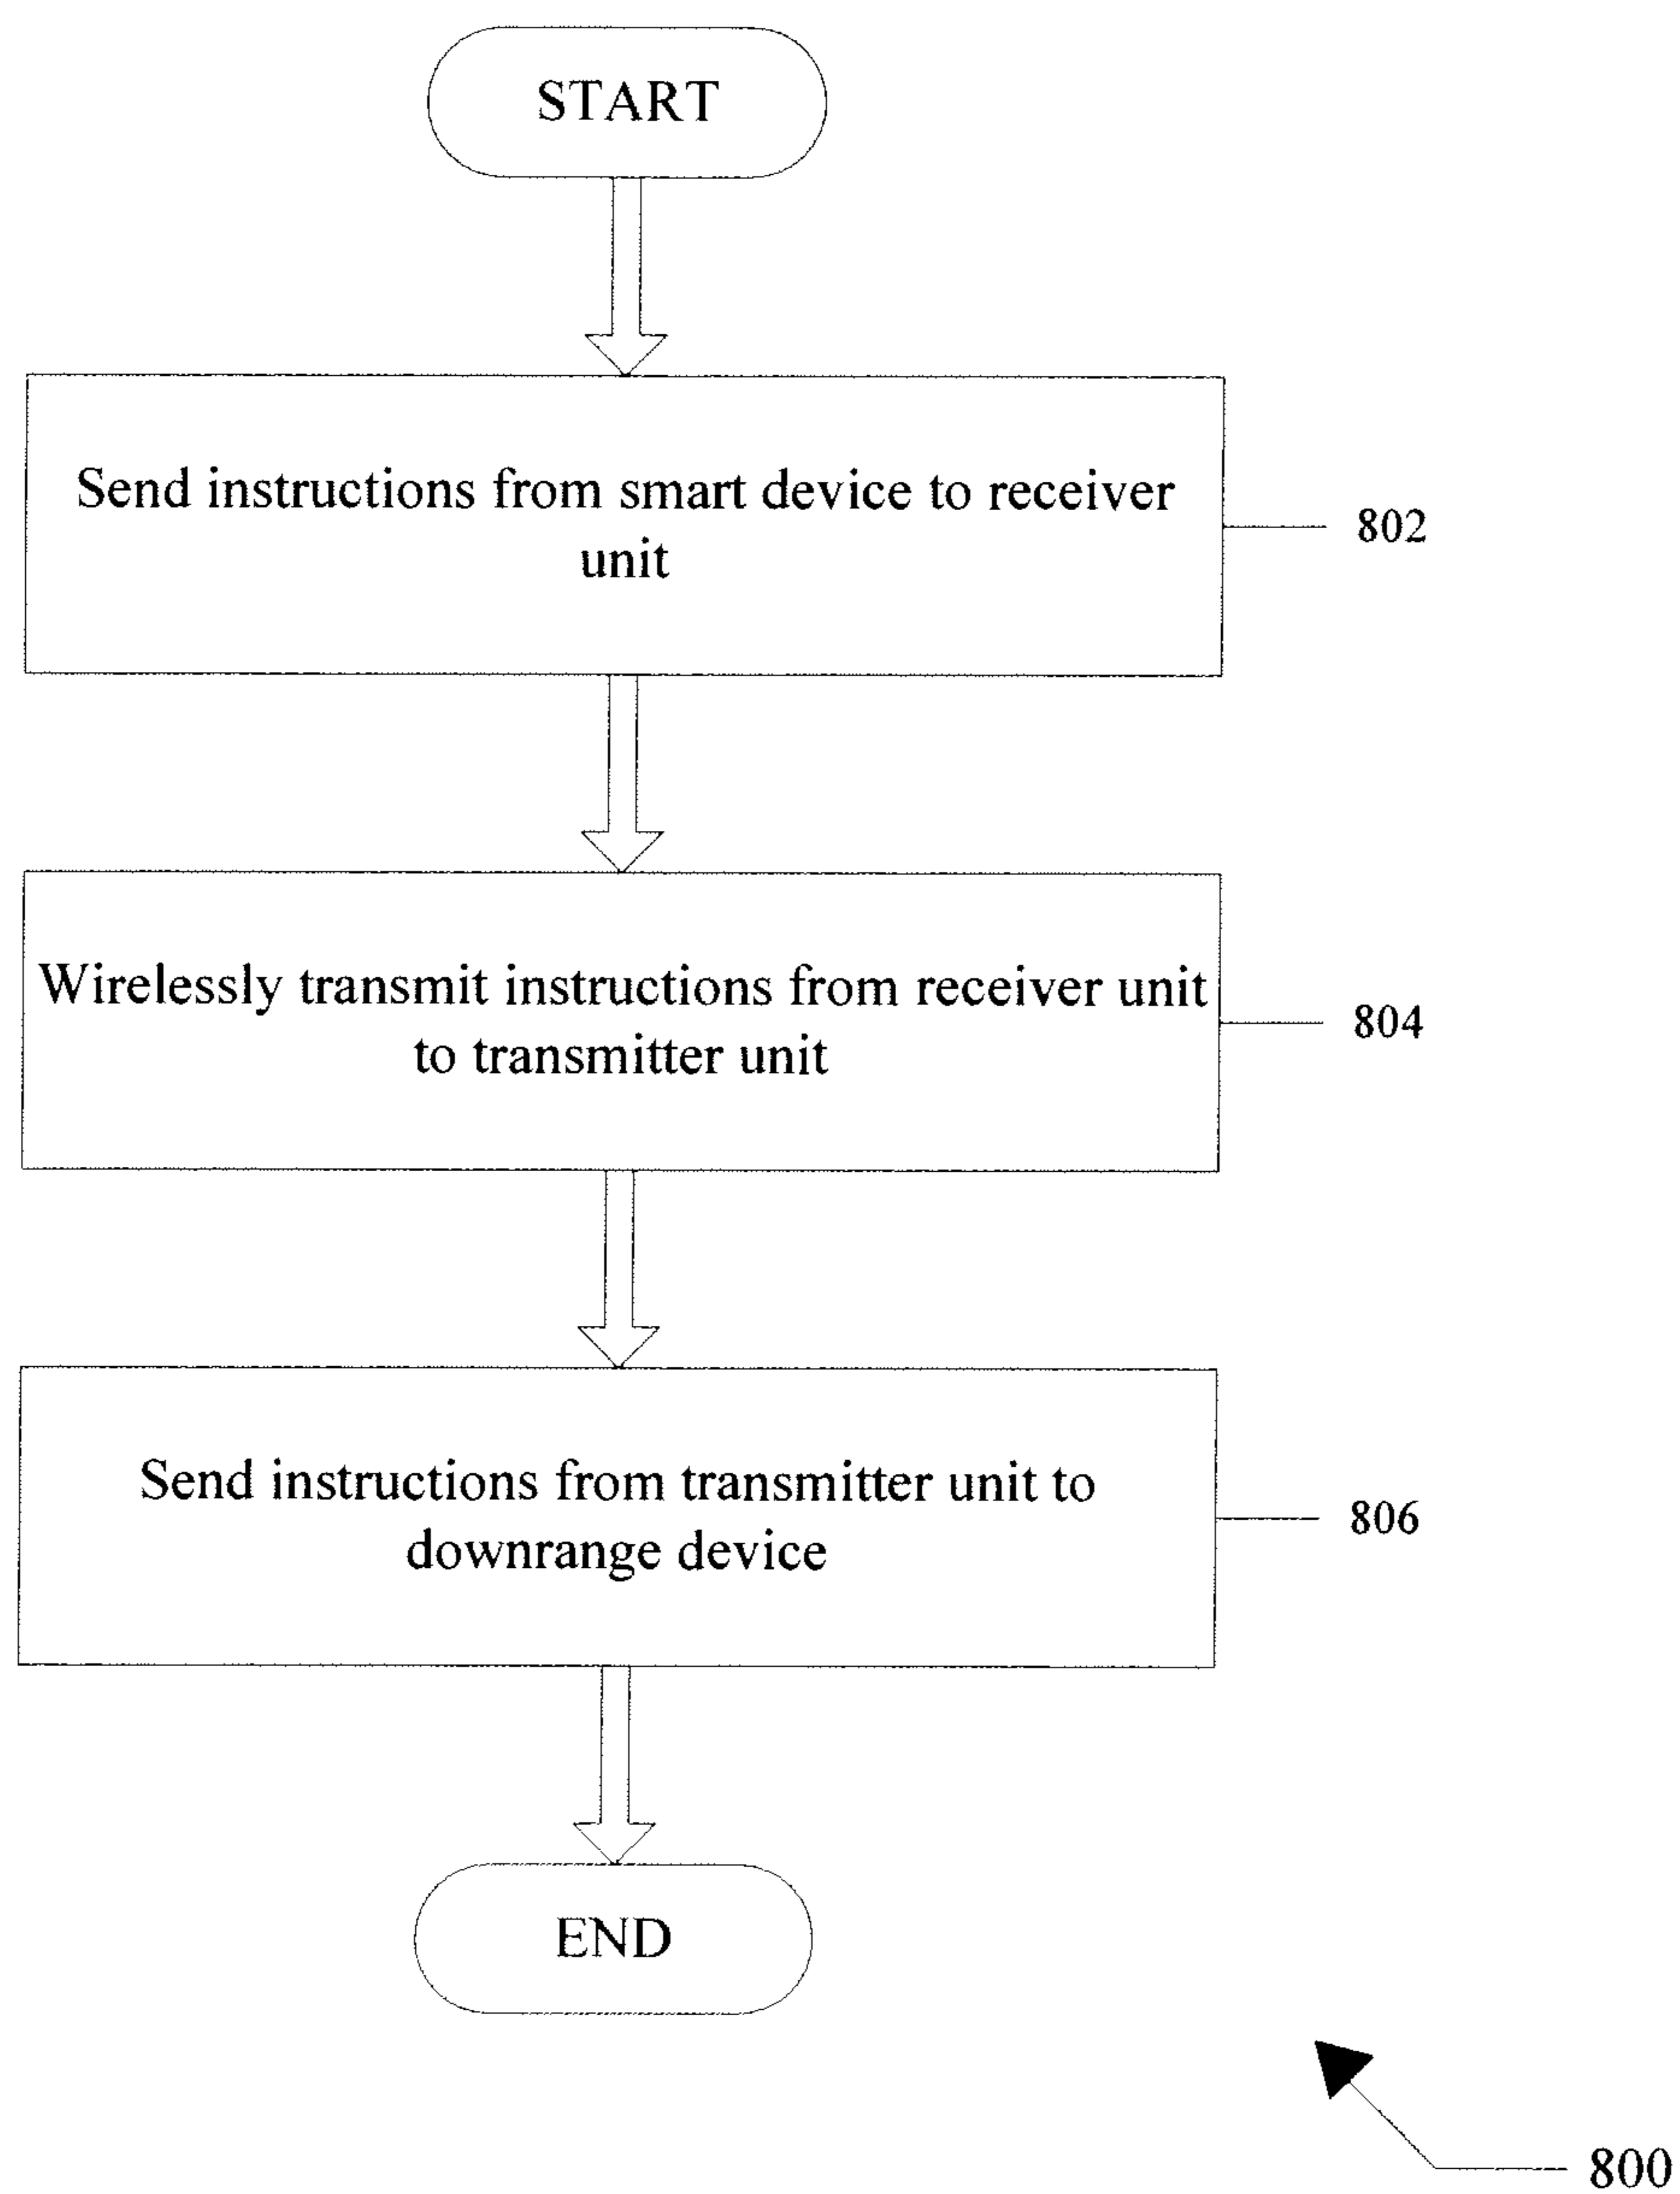 START
Send instructions from smart device to receiver
unit
802
Wirelessly transmit instructions from receiver unit
to transmitter unit
804
Send instructions from transmitter unit to
downrange device
806
END
800